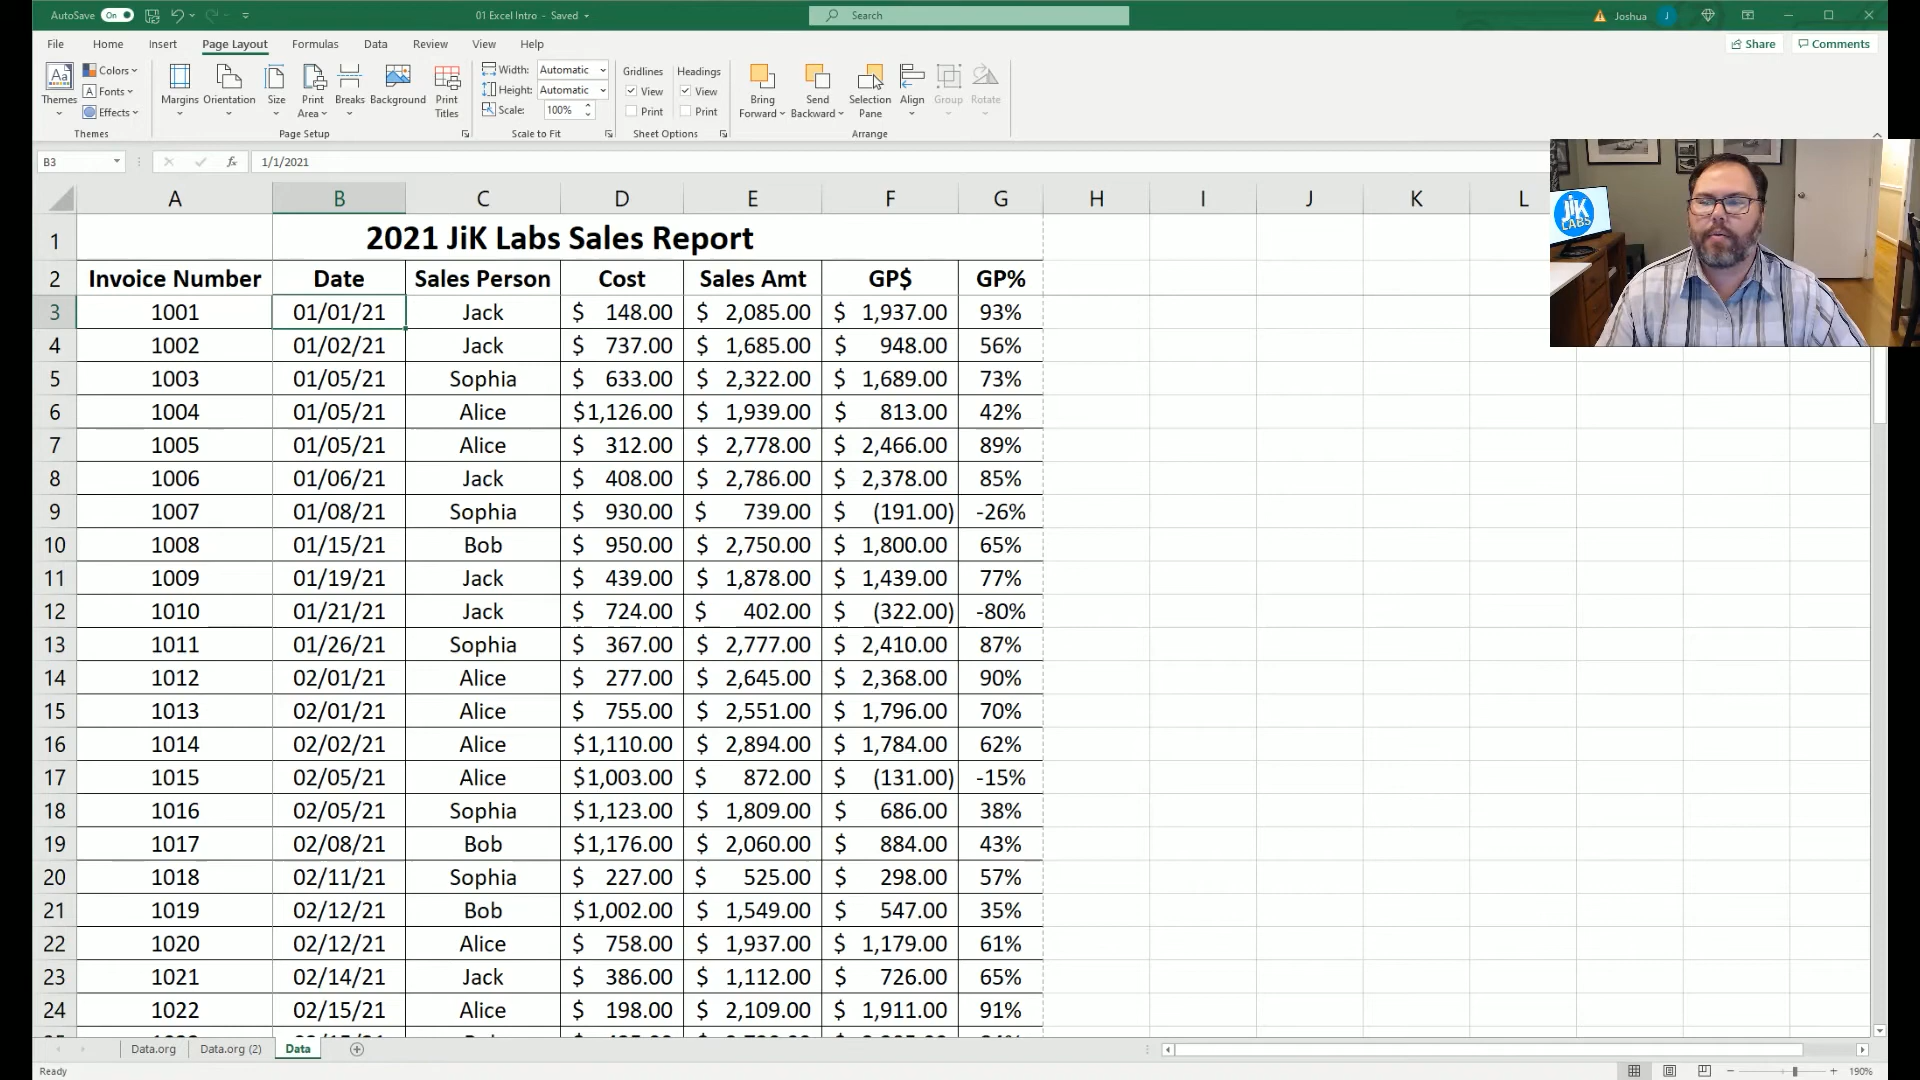 AutoSave On 01 Excel Intro - Saved Search Joshua J
File Home Insert Page Layout Formulas Data Review View Help Share Comments
Themes Colors Fonts Effects Margins Orientation Size Print Area Breaks Background Print Titles Width: Automatic Height: Automatic Scale: 100% Gridlines View Print Headings View Print Bring Forward Send Backward Selection Pane Align Group Rotate
Themes Page Setup Scale to Fit Sheet Options Arrange
B3 fx 1/1/2021
A B C D E F G H I J K L
JiK LABS
1 2021 JiK Labs Sales Report
2 Invoice Number Date Sales Person Cost Sales Amt GP$ GP%
3 1001 01/01/21 Jack $ 148.00 $ 2,085.00 $ 1,937.00 93%
4 1002 01/02/21 Jack $ 737.00 $ 1,685.00 $ 948.00 56%
5 1003 01/05/21 Sophia $ 633.00 $ 2,322.00 $ 1,689.00 73%
6 1004 01/05/21 Alice $1,126.00 $ 1,939.00 $ 813.00 42%
7 1005 01/05/21 Alice $ 312.00 $ 2,778.00 $ 2,466.00 89%
8 1006 01/06/21 Jack $ 408.00 $ 2,786.00 $ 2,378.00 85%
9 1007 01/08/21 Sophia $ 930.00 $ 739.00 $ (191.00) -26%
10 1008 01/15/21 Bob $ 950.00 $ 2,750.00 $ 1,800.00 65%
11 1009 01/19/21 Jack $ 439.00 $ 1,878.00 $ 1,439.00 77%
12 1010 01/21/21 Jack $ 724.00 $ 402.00 $ (322.00) -80%
13 1011 01/26/21 Sophia $ 367.00 $ 2,777.00 $ 2,410.00 87%
14 1012 02/01/21 Alice $ 277.00 $ 2,645.00 $ 2,368.00 90%
15 1013 02/01/21 Alice $ 755.00 $ 2,551.00 $ 1,796.00 70%
16 1014 02/02/21 Alice $1,110.00 $ 2,894.00 $ 1,784.00 62%
17 1015 02/05/21 Alice $1,003.00 $ 872.00 $ (131.00) -15%
18 1016 02/05/21 Sophia $1,123.00 $ 1,809.00 $ 686.00 38%
19 1017 02/08/21 Bob $1,176.00 $ 2,060.00 $ 884.00 43%
20 1018 02/11/21 Sophia $ 227.00 $ 525.00 $ 298.00 57%
21 1019 02/12/21 Bob $1,002.00 $ 1,549.00 $ 547.00 35%
22 1020 02/12/21 Alice $ 758.00 $ 1,937.00 $ 1,179.00 61%
23 1021 02/14/21 Jack $ 386.00 $ 1,112.00 $ 726.00 65%
24 1022 02/15/21 Alice $ 198.00 $ 2,109.00 $ 1,911.00 91%
Data.org Data.org (2) Data
Ready 190%